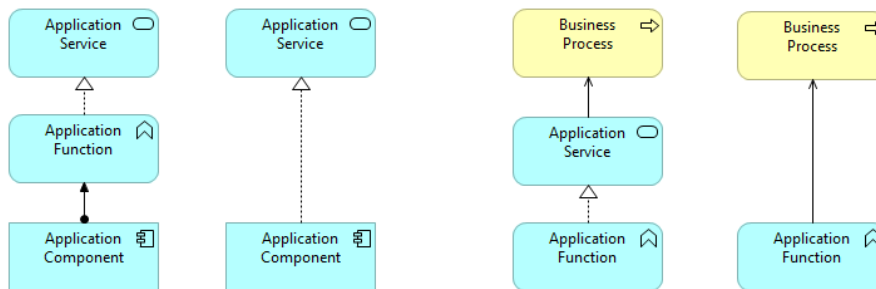 Application
Service
Application
Service
Business
Process
Business
Process
Application
Function
Application
Service
Application
Component
Application
Component
Application
Function
Application
Function